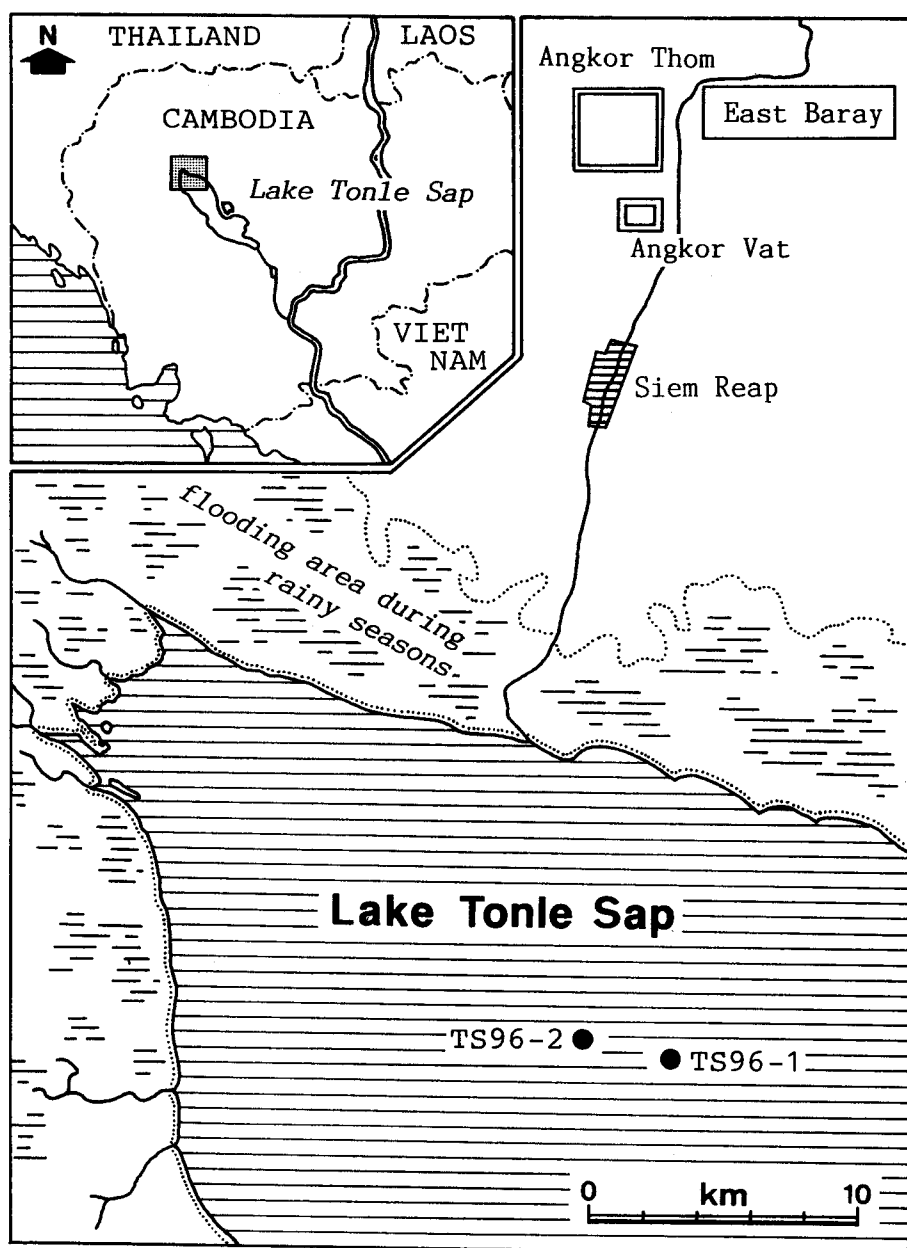 N
THAILAND
LAOS
CAMBODIA
Lake Tonle Sap
VIET
NAM
Angkor Thom
East Baray
Angkor Vat
Siem Reap
flooding area during
rainy seasons
Lake Tonle Sap
TS96-2
TS96-1
0 km 10